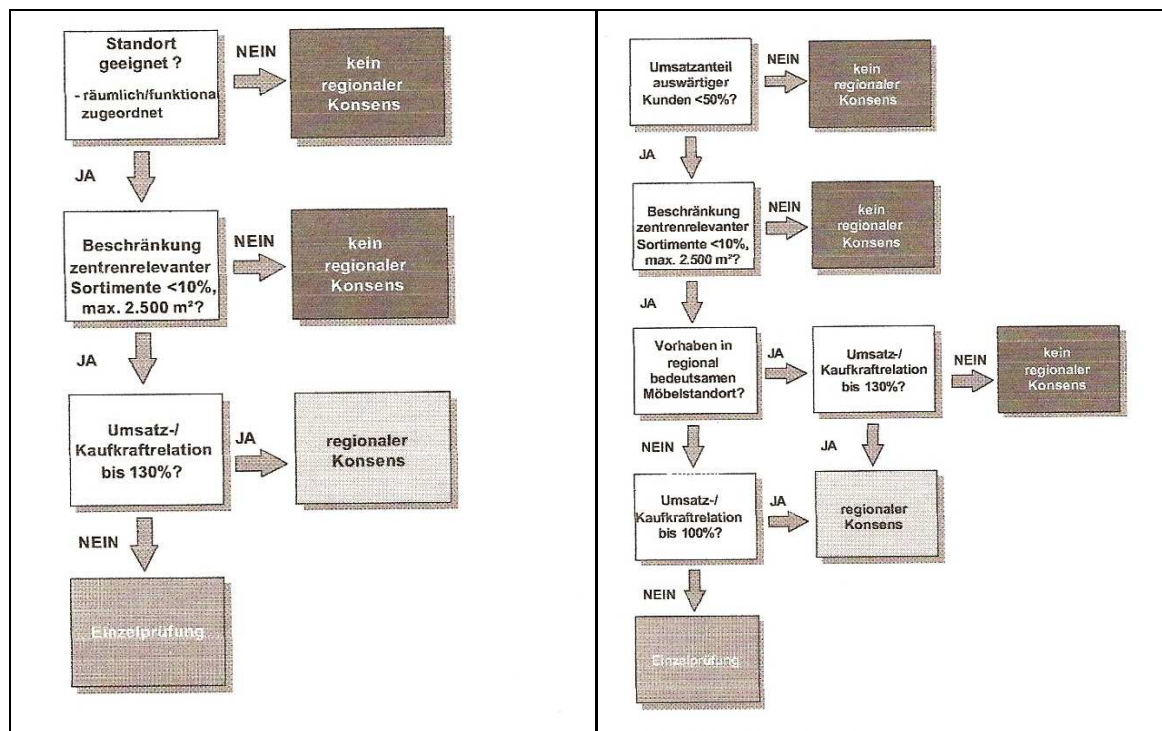 Standort
geeignet ?
- räumlich/funktiona
zugeordnet
NEIN
kein
regionaler
Konsens
JA
Beschränkung
zentrenrelevanter
Sortimente <10%,
max. 2.500 m²?
NEIN
kein
regionaler
Konsens
JA
Umsatz-/
Kaufkraftrelation
bis 130%?
JA
regionaler
Konsens
NEIN
Einzelprüfung
Umsatzanteil
auswärtiger
Kunden <50%?
NEIN
kein
regionaler
Konsens
JA
Beschränkung
zentrenrelevanter
Sortimente <10%,
max. 2.500 m²?
NEIN
kein
regionaler
Konsens
JA
Vorhaben in
regional
bedeutsamen
Möbelstandort?
JA
Umsatz-/
Kaufkraftrelation
bis 130%?
NEIN
kein
regionaler
Konsens
NEIN
JA
Umsatz-/
Kaufkraftrelation
bis 100%?
JA
regionaler
Konsens
NEIN
Einzelprüfung